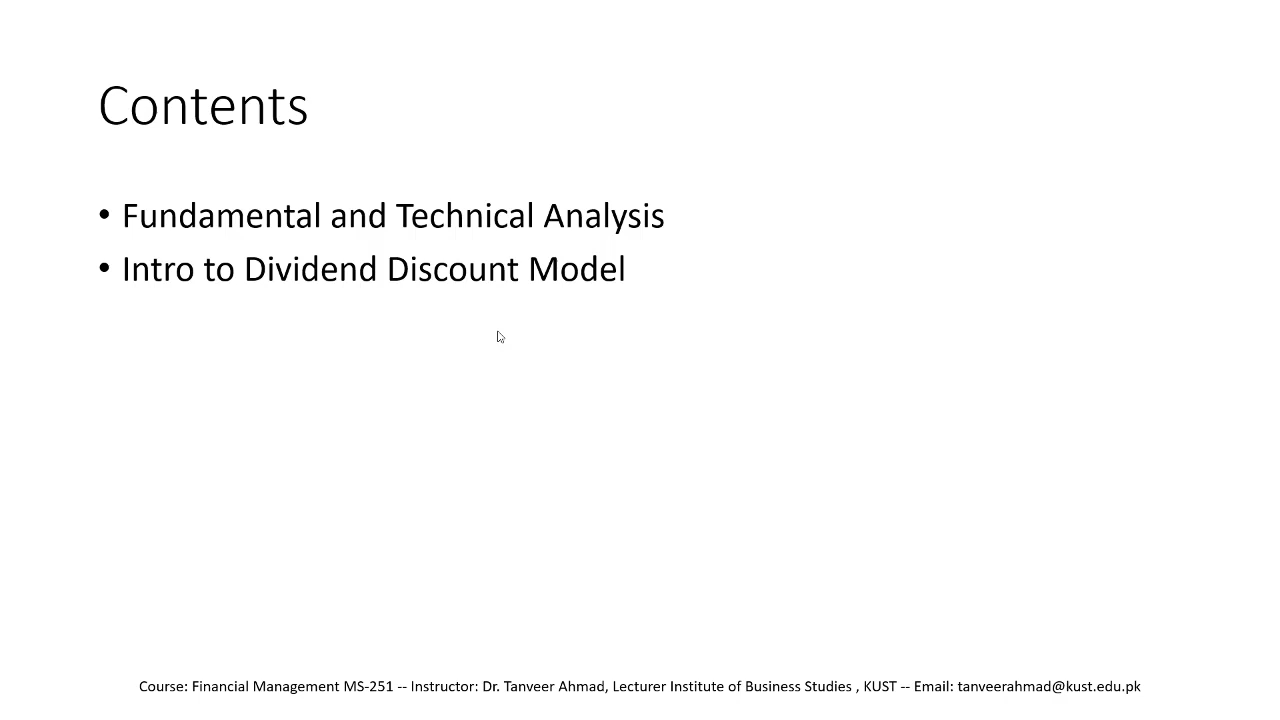 Contents
• Fundamental and Technical Analysis
• Intro to Dividend Discount Model
Course: Financial Management MS-251 -- Instructor: Dr. Tanveer Ahmad, Lecturer Institute of Business Studies , KUST -- Email: tanveerahmad@kust.edu.pk